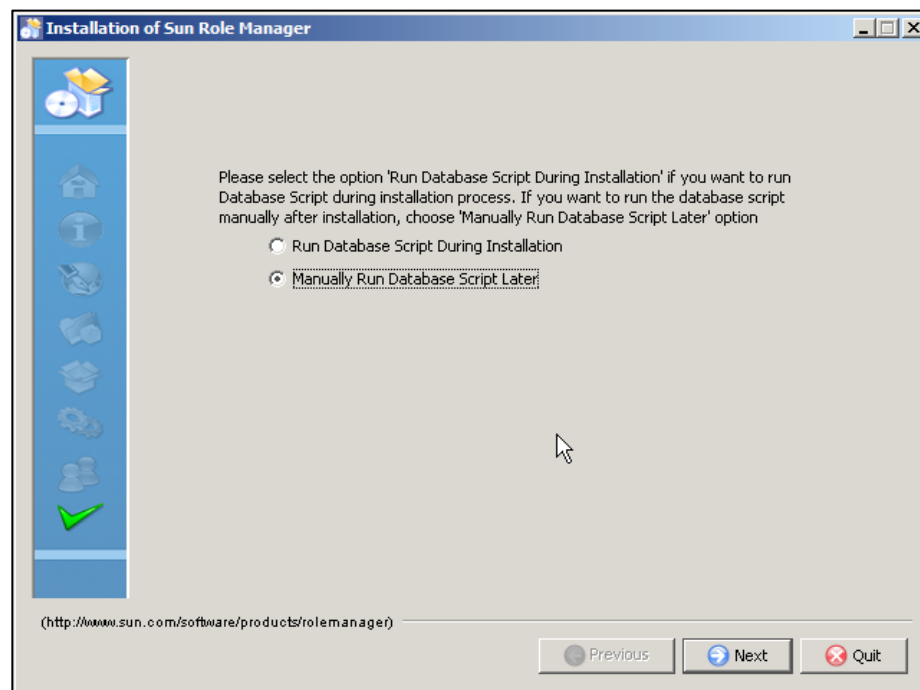 Installation of Sun Role Manager
Please select the option 'Run Database Script During Installation' if you want to run
Database Script during installation process. If you want to run the database script
manually after installation, choose 'Manually Run Database Script Later' option
Run Database Script During Installation
Manually Run Database Script Later
(http://www.sun.com/software/products/rolemanager)
Previous
Next
Quit